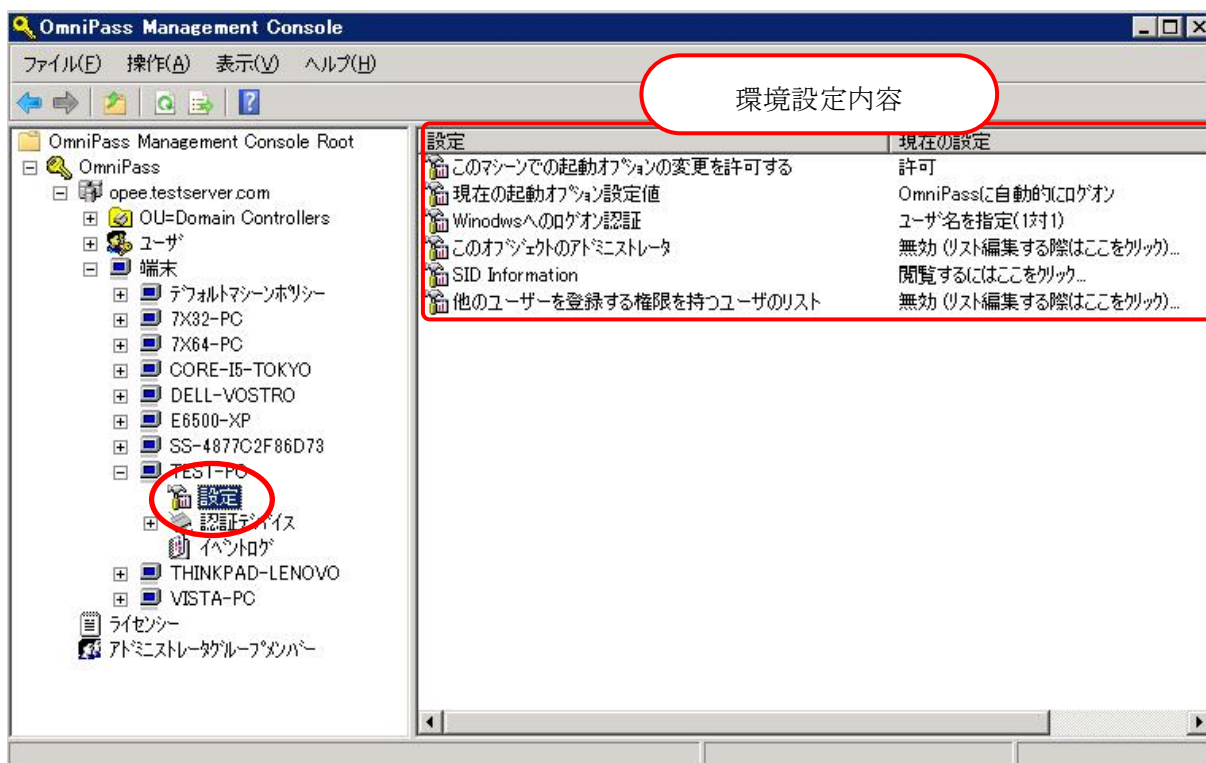 OmniPass Management Console
ファイル(F) 操作(A) 表示(V) ヘルプ(H)
環境設定内容
OmniPass Management Console Root
OmniPass
opee.testserver.com
OU=Domain Controllers
ユーザ
端末
デフォルトマシーンポリシー
7X32-PC
7X64-PC
CORE-I5-TOKYO
DELL-VOSTRO
E6500-XP
SS-4877C2F86D73
TEST-PC
設定
認証デバイス
イベントログ
THINKPAD-LENOVO
VISTA-PC
ライセンシー
アドミニストレータグループメンバー
設定 現在の設定
このマシーンでの起動オプションの変更を許可する 許可
現在の起動オプション設定値 OmniPassに自動的にログオン
Winodwsへのログオン認証 ユーザ名を指定(1対1)
このオブジェクトのアドミニストレータ 無効 (リスト編集する際はここをクリック)...
SID Information 閲覧するにはここをクリック...
他のユーザーを登録する権限を持つユーザのリスト 無効 (リスト編集する際はここをクリック)...